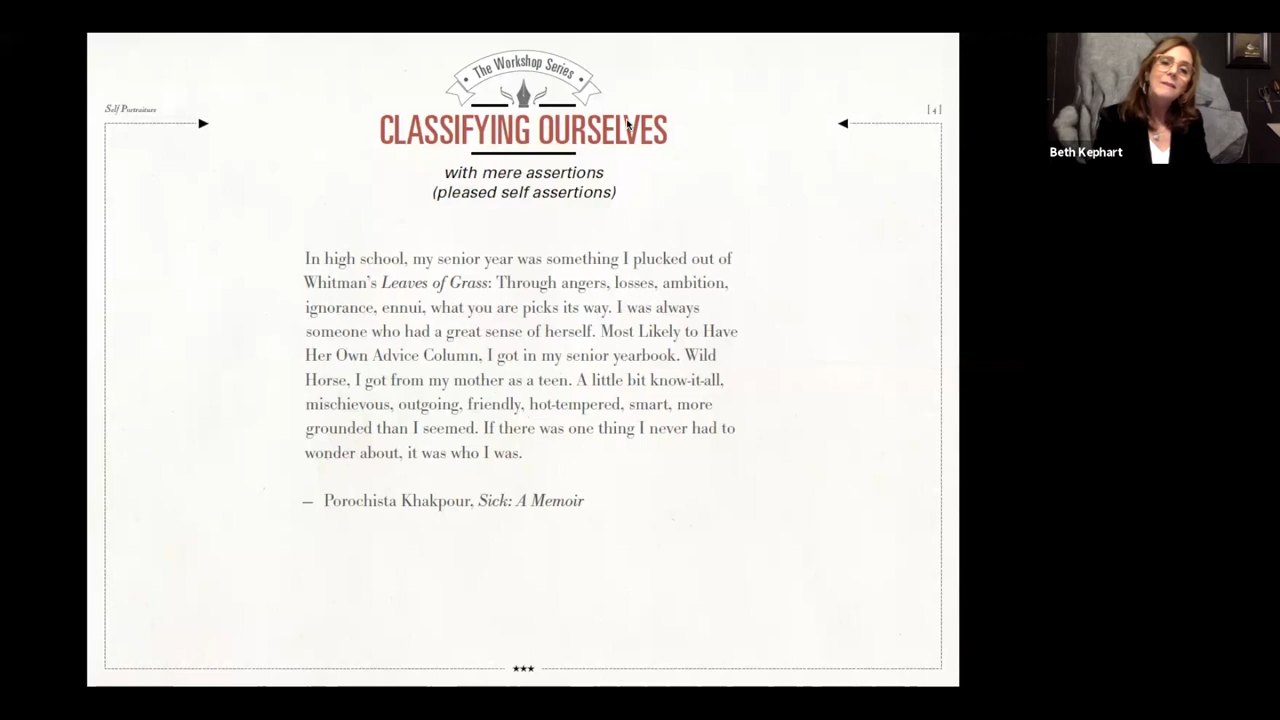 The Workshop Series
Self Portraiture
[ 4 ]
CLASSIFYING OURSELVES
with mere assertions
(pleased self assertions)
In high school, my senior year was something I plucked out of
Whitman's Leaves of Grass: Through angers, losses, ambition,
ignorance, ennui, what you are picks its way. I was always
someone who had a great sense of herself. Most Likely to Have
Her Own Advice Column, I got in my senior yearbook. Wild
Horse, I got from my mother as a teen. A little bit know-it-all,
mischievous, outgoing, friendly, hot-tempered, smart, more
grounded than I seemed. If there was one thing I never had to
wonder about, it was who I was.
– Porochista Khakpour, Sick: A Memoir
Beth Kephart